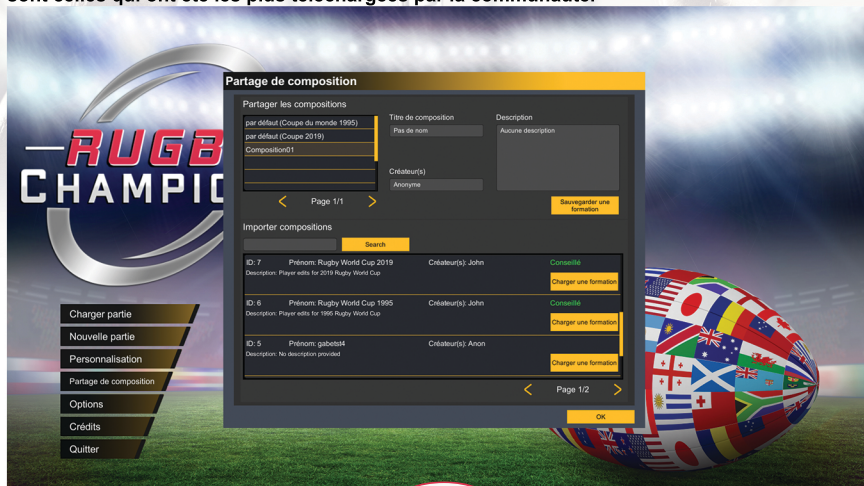 sont celles qui ont été les plus téléchargées par la communauté.
Partage de composition
Partager les compositions
par défaut (Coupe du monde 1995)
par défaut (Coupe 2019)
Composition01
Page 1/1
Titre de composition
Pas de nom
Créateur(s)
Anonyme
Description
Aucune description
Sauvegarder une
formation
Importer compositions
Search
ID: 7 Prénom: Rugby World Cup 2019 Créateur(s): John Conseillé
Description: Player edits for 2019 Rugby World Cup
Charger une formation
ID: 6 Prénom: Rugby World Cup 1995 Créateur(s): John Conseillé
Description: Player edits for 1995 Rugby World Cup
Charger une formation
ID: 5 Prénom: gabetst4 Créateur(s): Anon
Description: No description provided
Charger une formation
Page 1/2
OK
RUGB
CHAMPIO
Charger partie
Nouvelle partie
Personnalisation
Partage de composition
Options
Crédits
Quitter